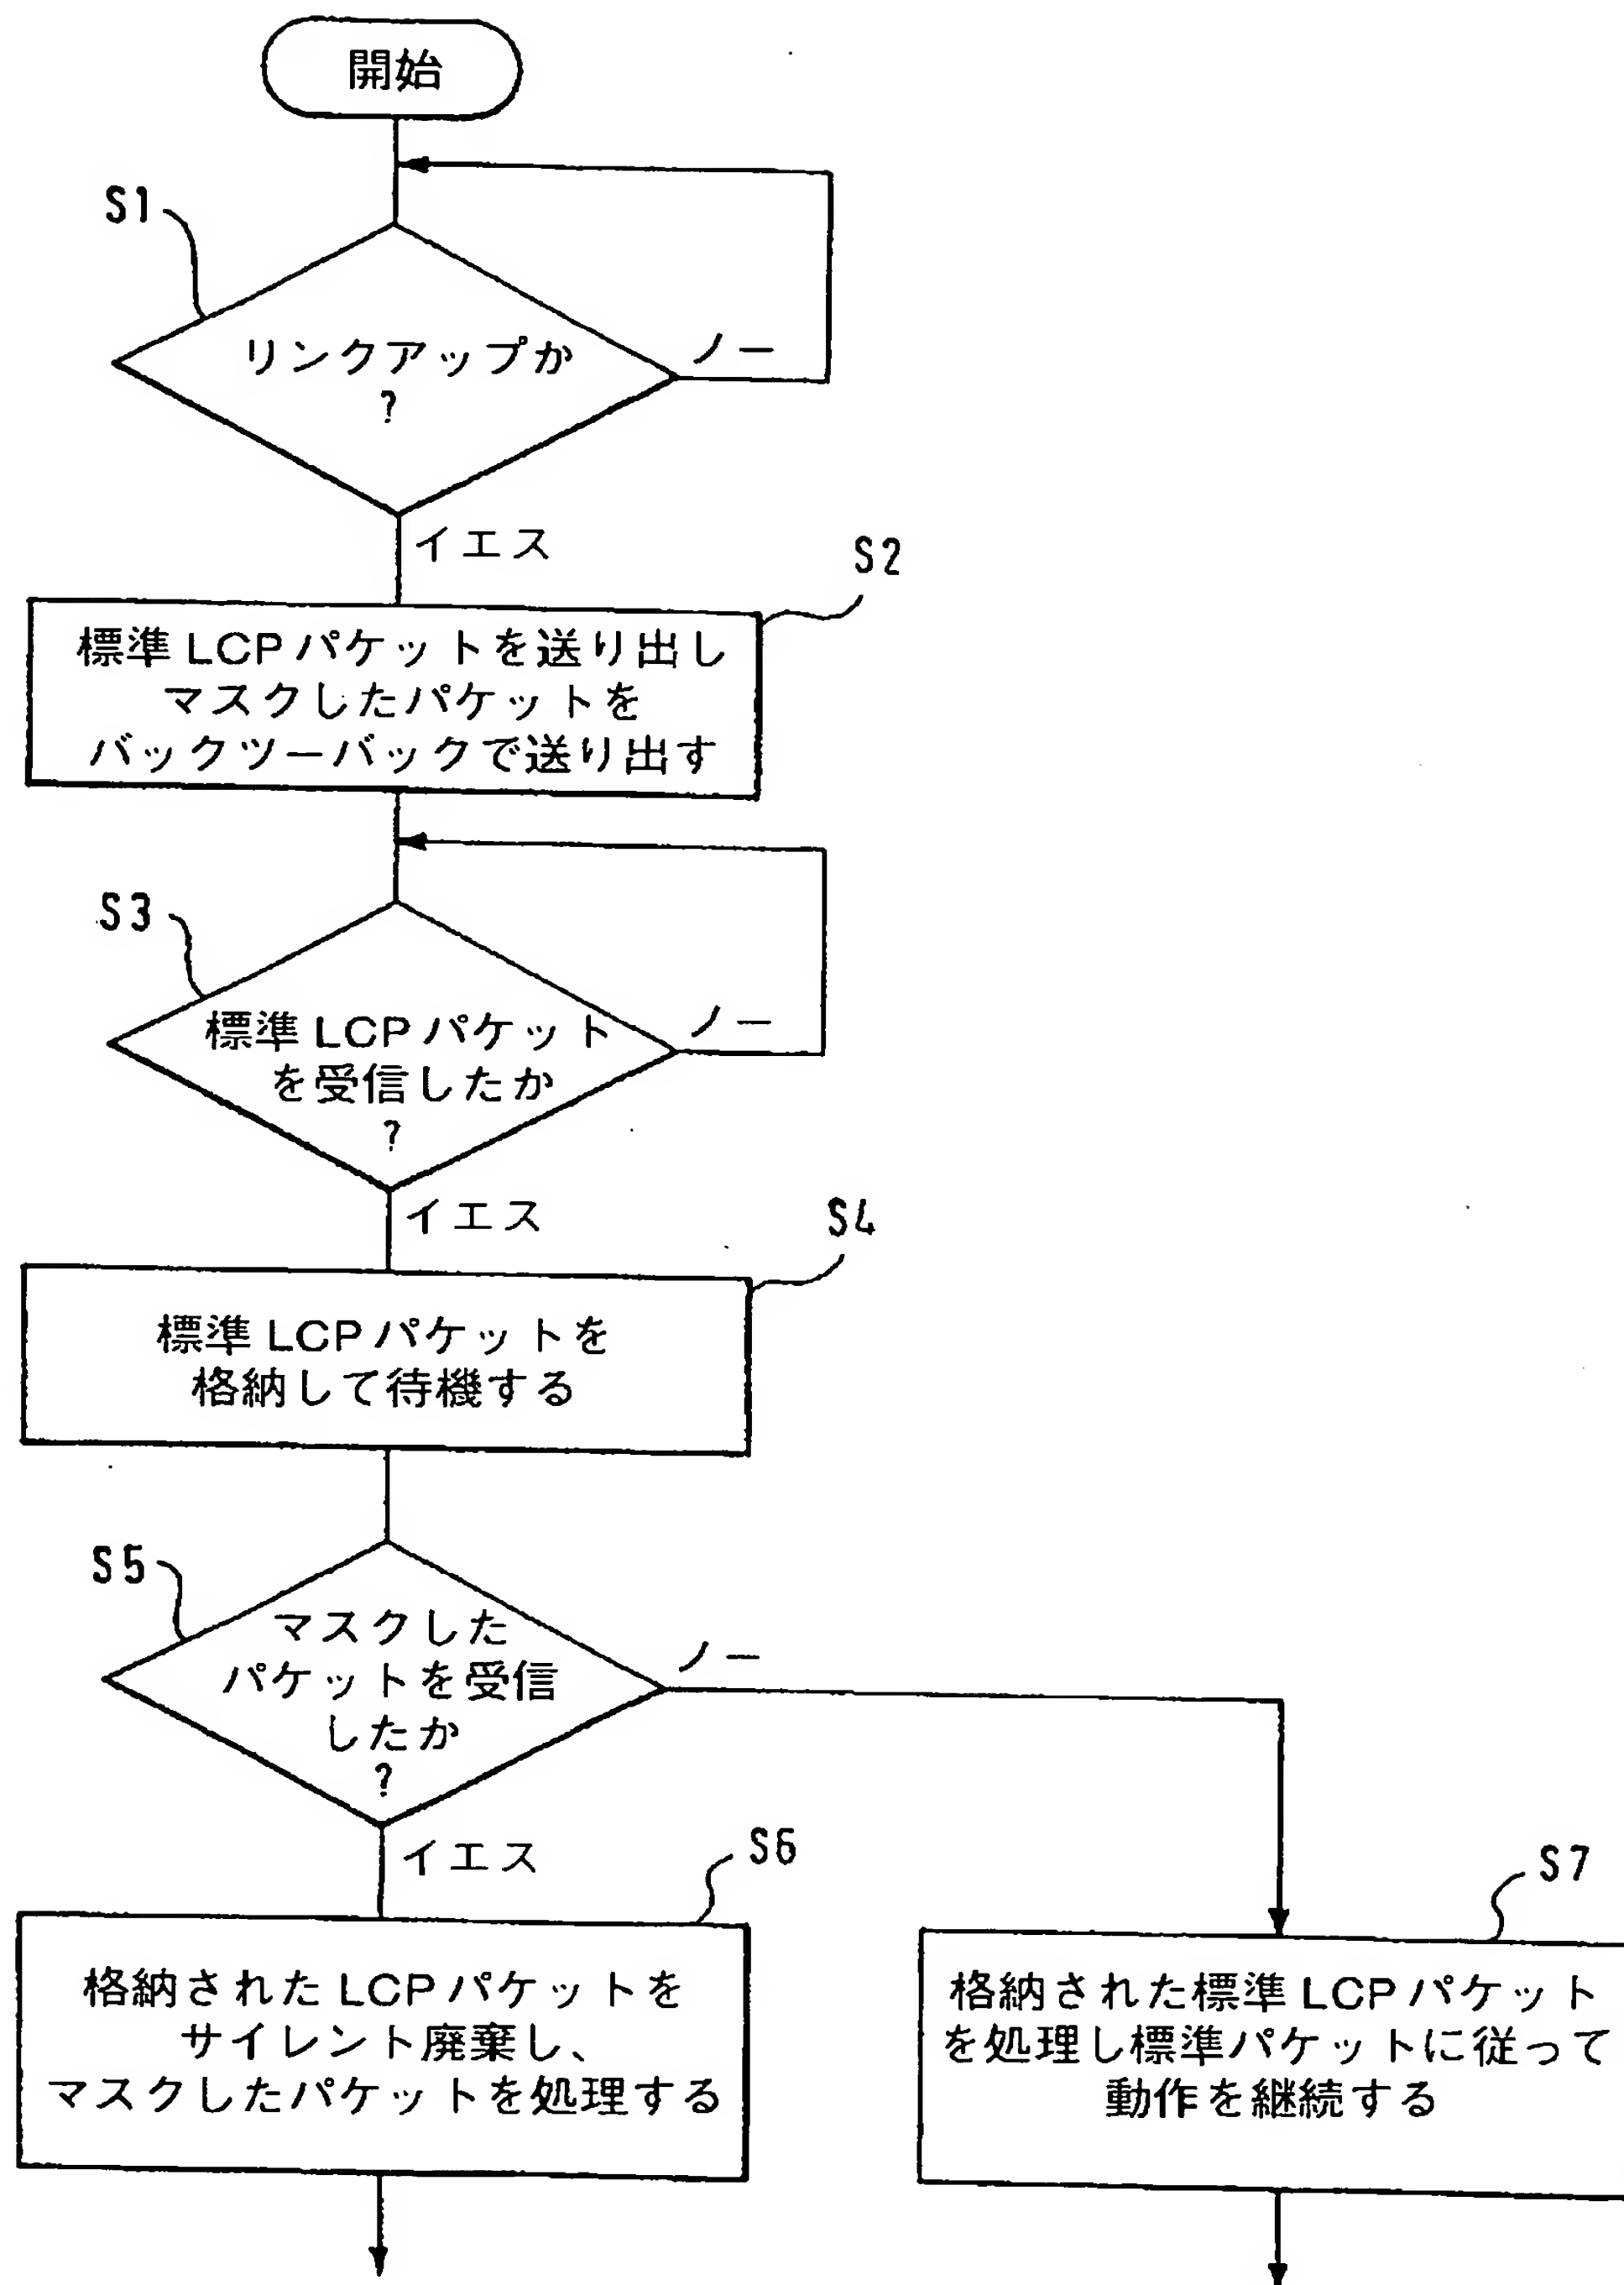 開始
S1
リンクアップか
?
ノー
イエス
S2
標準LCPパケットを送り出し
マスクしたパケットを
バックツーバックで送り出す
S3
標準LCPパケット
を受信したか
?
ノー
イエス
S4
標準LCPパケットを
格納して待機する
S5
マスクした
パケットを受信
したか
?
ノー
イエス
S6
格納されたLCPパケットを
サイレント廃棄し、
マスクしたパケットを処理する
S7
格納された標準LCPパケット
を処理し標準パケットに従って
動作を継続する